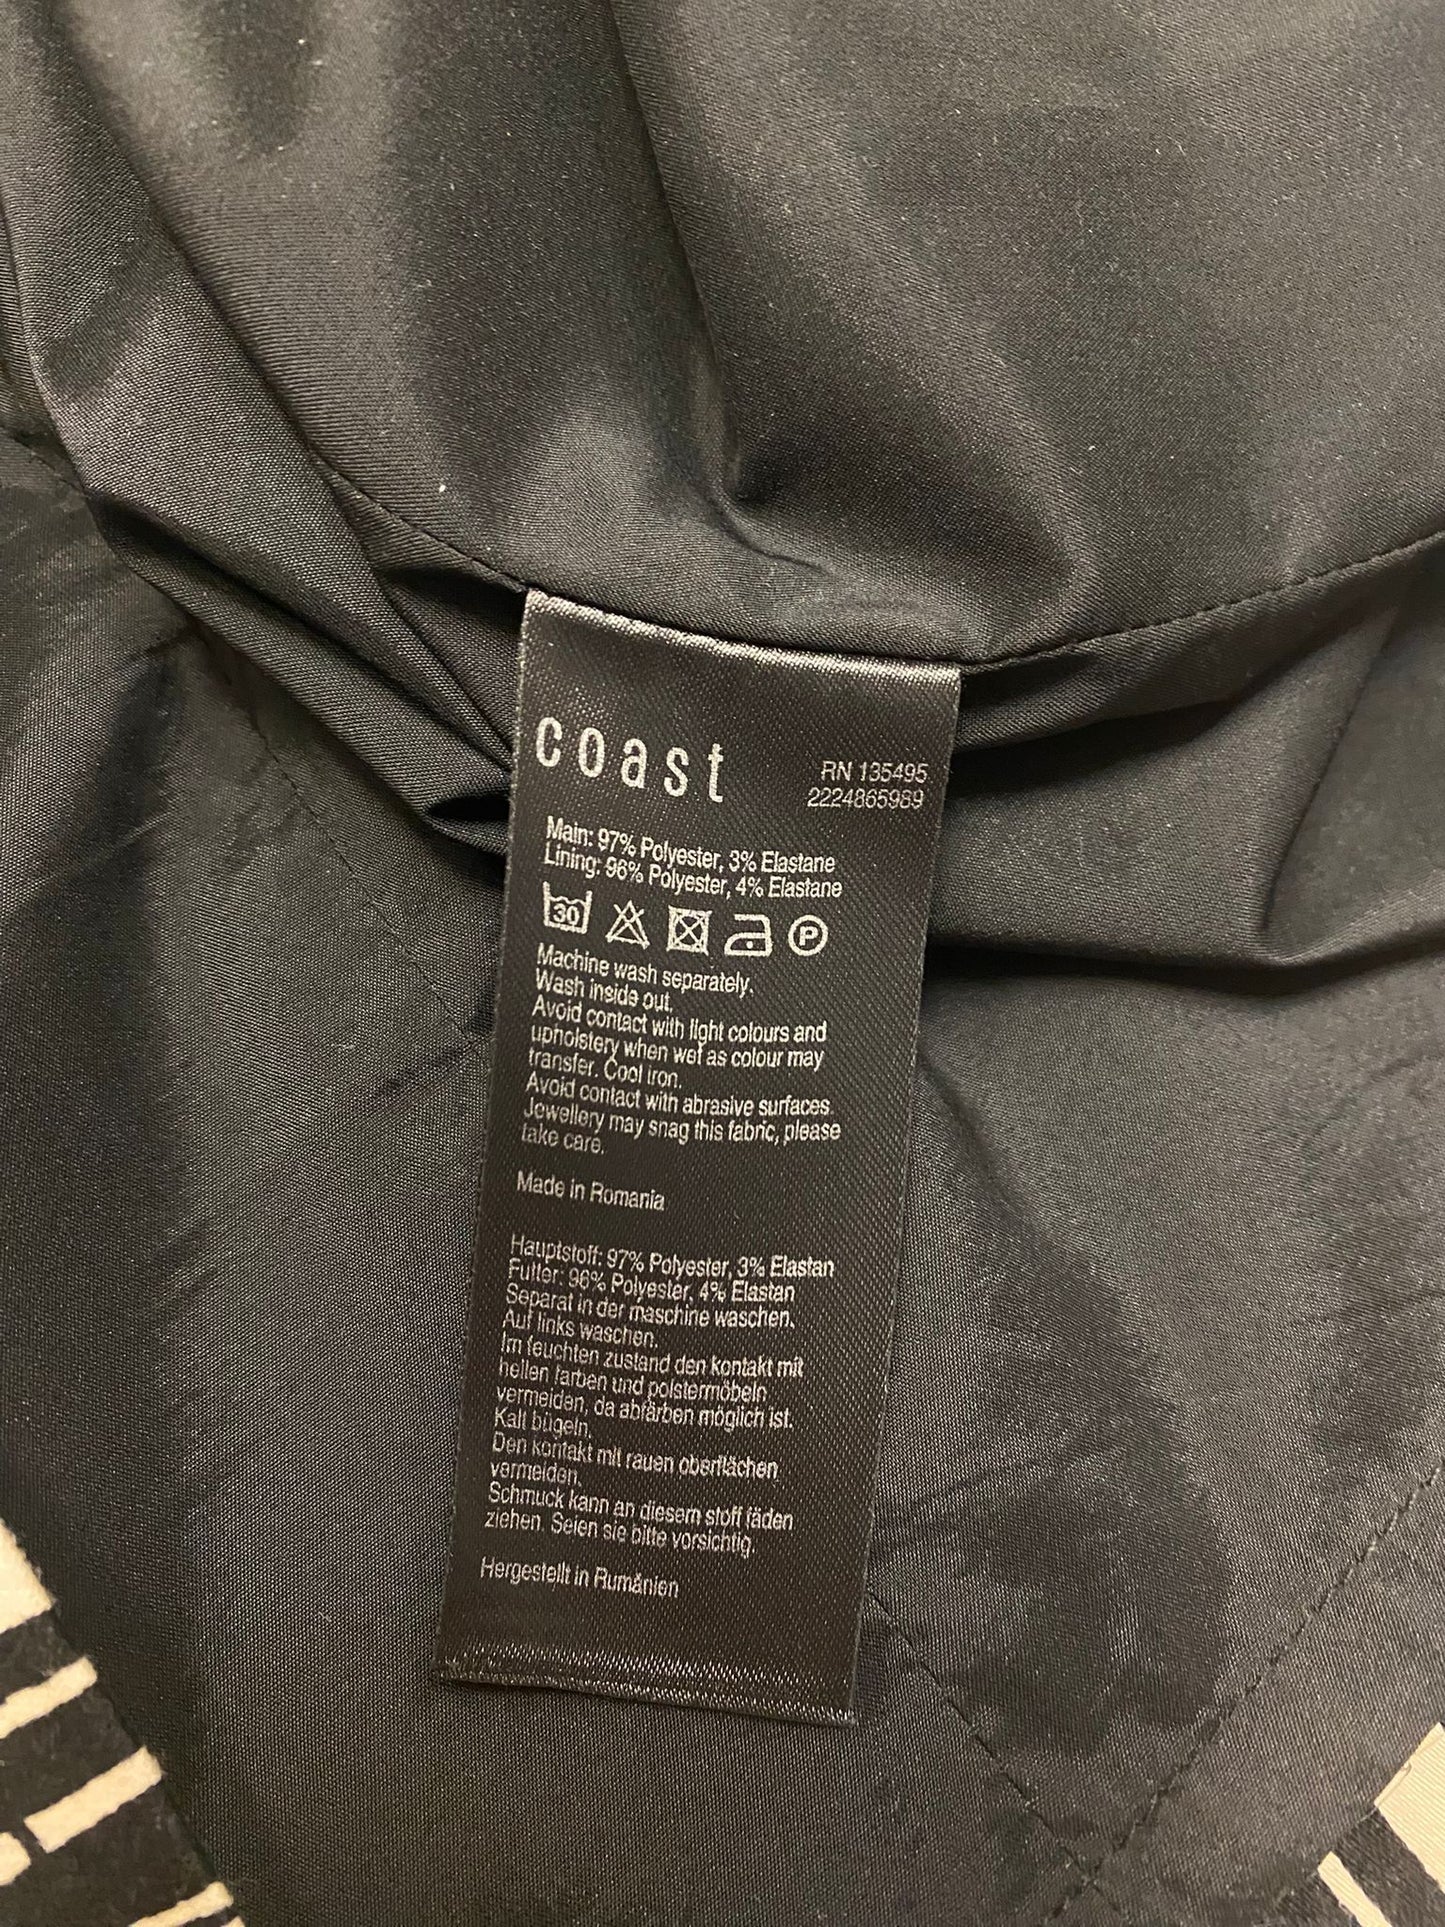 coast
RN 135495
2224865989
Main: 97% Polyester, 3% Elastane
Lining: 96% Polyester, 4% Elastane
30
P
Machine wash separately.
Wash inside out.
Avoid contact with light colours and
upholstery when wet as colour may
transfer. Cool iron.
Avoid contact with abrasive surfaces.
Jewellery may snag this fabric, please
take care.
Made in Romania
Hauptstoff: 97% Polyester, 3% Elastan
Futter: 96% Polyester, 4% Elastan
Separat in der maschine waschen.
Auf links waschen.
Im feuchten zustand den kontakt mit
hellen farben und polstermöbeln
vermeiden, da abfärben möglich ist.
Kalt bügeln.
Den kontakt mit rauen oberflächen
vermeiden.
Schmuck kann an diesem stoff fäden
ziehen. Seien sie bitte vorsichtig.
Hergestellt in Rumänien